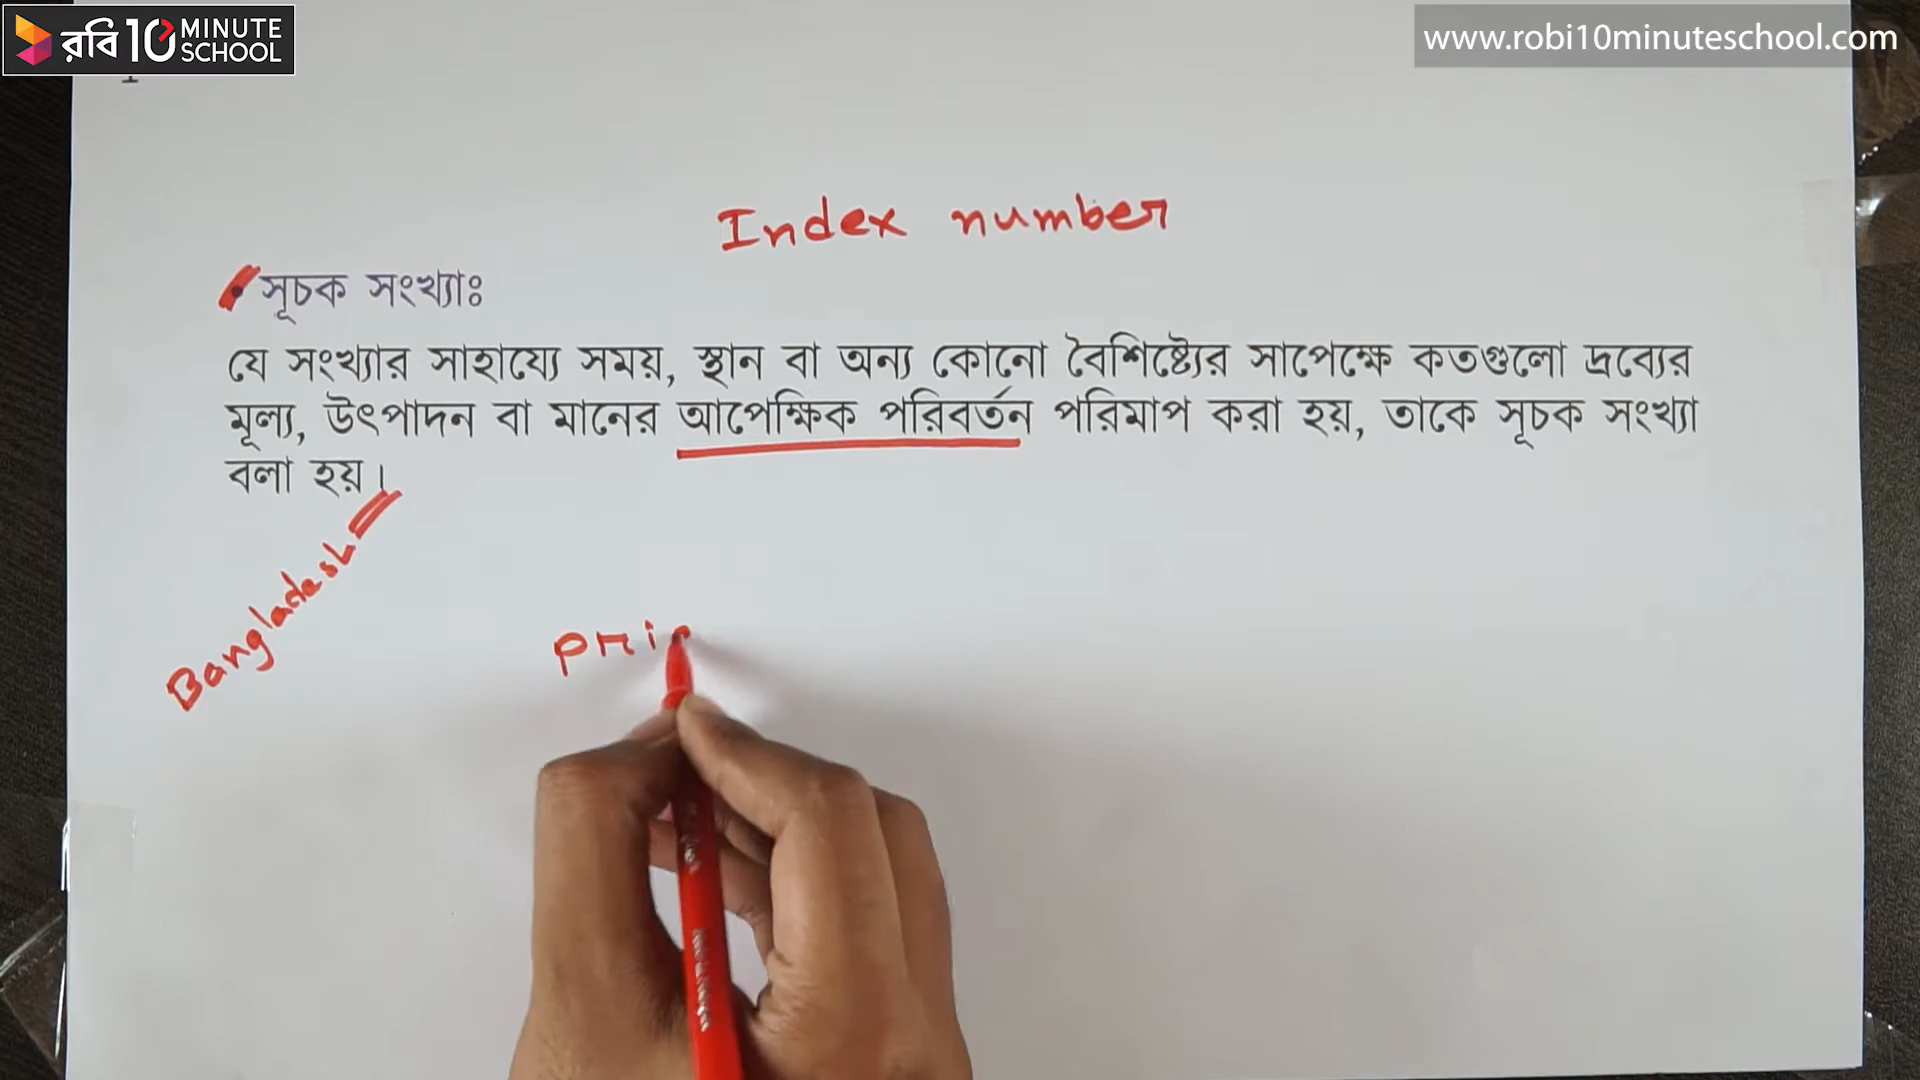 রবি 10 MINUTE SCHOOL
www.robi10minuteschool.com
Index number
সূচক সংখ্যাঃ
যে সংখ্যার সাহায্যে সময়, স্থান বা অন্য কোনো বৈশিষ্ট্যের সাপেক্ষে কতগুলো দ্রব্যের
মূল্য, উৎপাদন বা মানের আপেক্ষিক পরিবর্তন পরিমাপ করা হয়, তাকে সূচক সংখ্যা
বলা হয়।
Bangladesh
pric